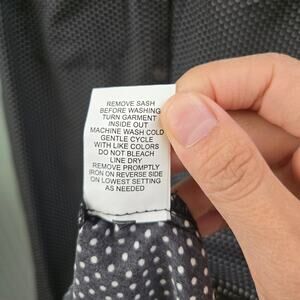 REMOVE SASH
BEFORE WASHING
TURN GARMENT
INSIDE OUT
MACHINE WASH COLD
GENTLE CYCLE
WITH LIKE COLORS
DO NOT BLEACH
LINE DRY
REMOVE PROMPTLY
IRON ON REVERSE SIDE
ON LOWEST SETTING
AS NEEDED